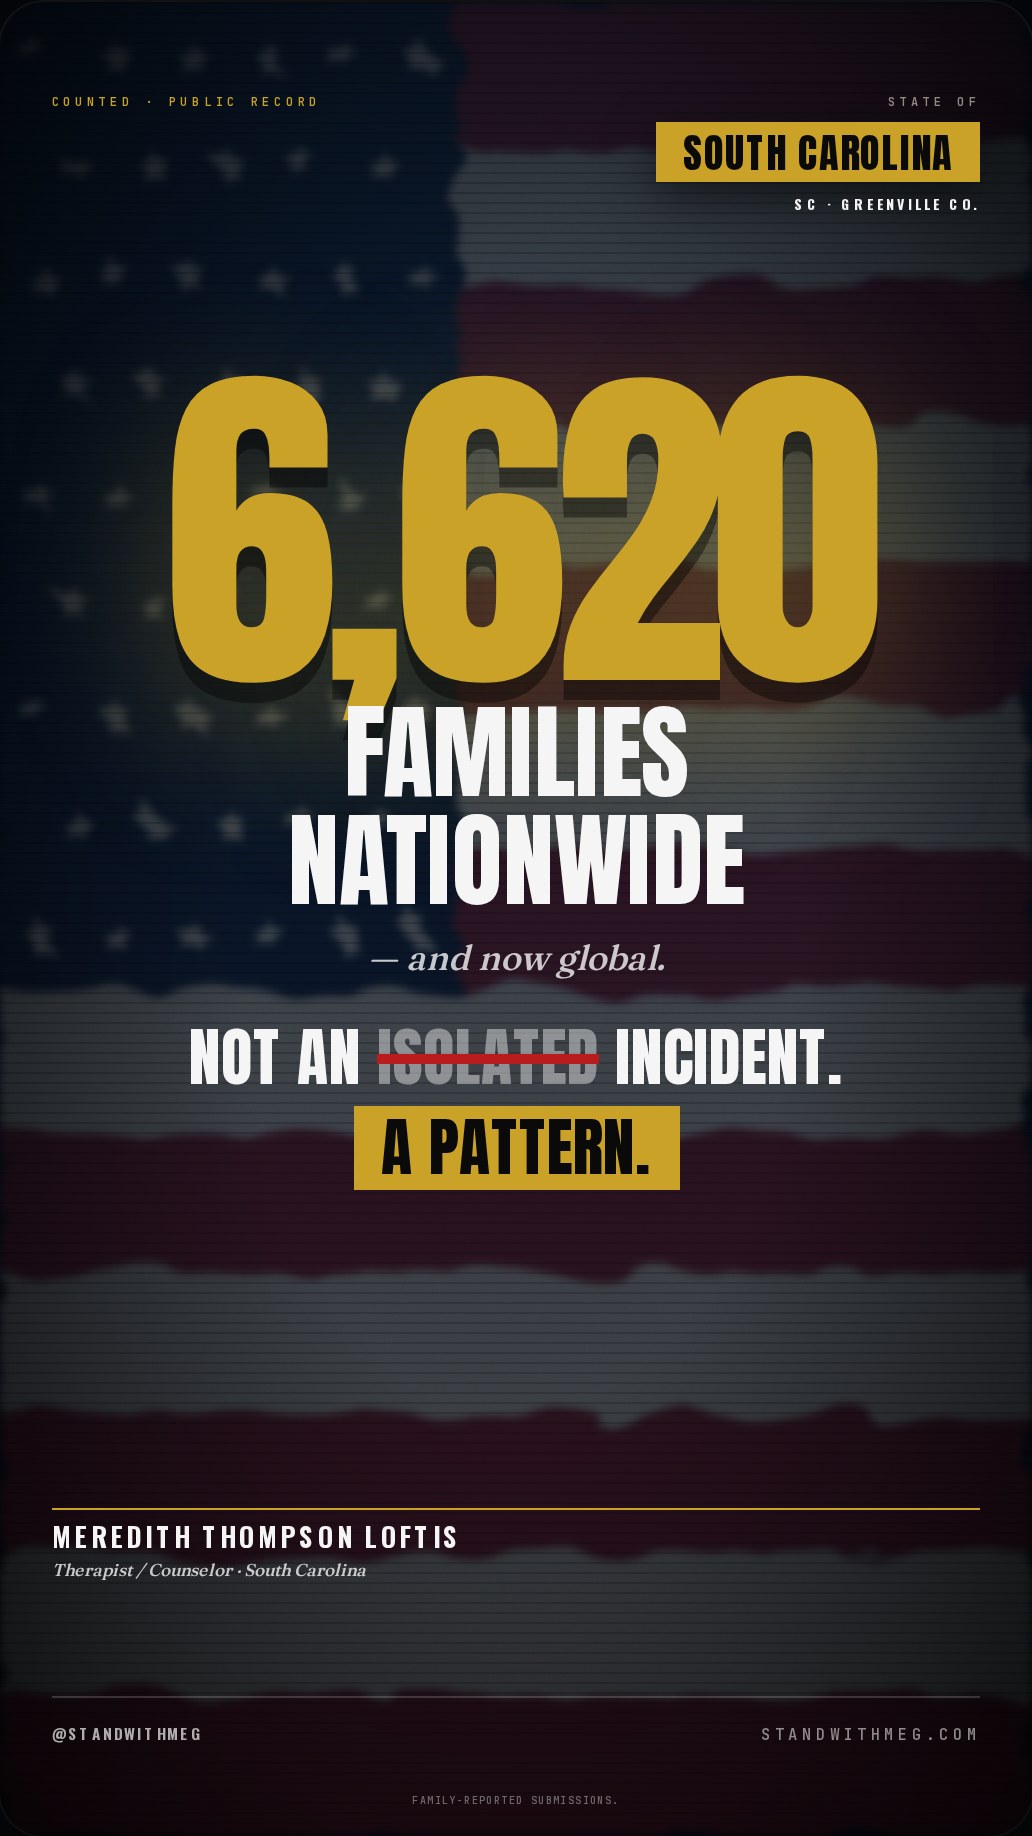 COUNTED · PUBLIC RECORD
STATE OF
SOUTH CAROLINA
SC · GREENVILLE CO.
6,620
FAMILIES
NATIONWIDE
— and now global.
NOT AN ISOLATED INCIDENT.
A PATTERN.
MEREDITH THOMPSON LOFTIS
Therapist / Counselor · South Carolina
@STANDWITHMEG
STANDWITHMEG.COM
FAMILY-REPORTED SUBMISSIONS.